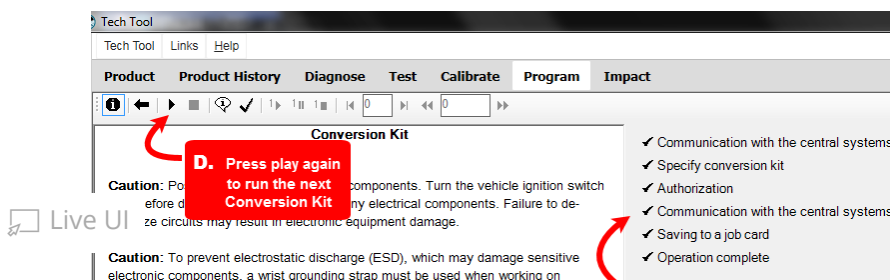 Tech Tool
Tech Tool Links Help
Product Product History Diagnose Test Calibrate Program Impact
0 0
Conversion Kit
D. Press play again
to run the next
Conversion Kit
Caution: components. Turn the vehicle ignition switch
any electrical components. Failure to de-
ze circuits may result in electronic equipment damage.
Caution: To prevent electrostatic discharge (ESD), which may damage sensitive
electronic components, a wrist grounding strap must be used when working on
Live UI
✓ Communication with the central systems
✓ Specify conversion kit
✓ Authorization
✓ Communication with the central systems
✓ Saving to a job card
✓ Operation complete